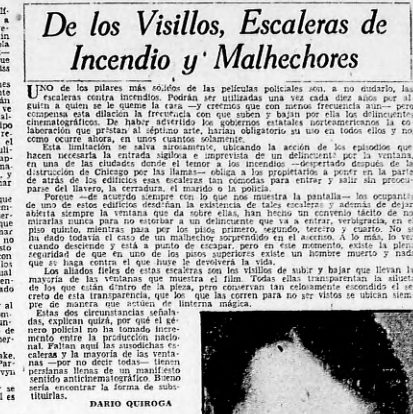 De los Visillos, Escaleras de
Incendio y Malhechores
UNO de los pilares más sólidos de las películas policiales son, a no dudarlo, las
escaleras contra incendios. Podrán ser utilizadas una vez cada diez años por al-
guien a quien se le queme la casa —y creemos que con menos frecuencia aun— pero
compensa esta dilación la frecuencia con que suben y bajan por ella los delincuentes
cinematográficos. De haber advertido los gobiernos estatales norteamericanos la co-
laboración que prestan al séptimo arte, harían obligatorio su uso en todos ellos y no
como ocurre ahora, en unos cuantos solamente.
Esta limitación se salva airosamente, ubicando la acción de los episodios que
hacen necesaria la entrada sigilosa e imprevista de un delincuente por la ventana,
en una de las ciudades donde el temor a los incendios —despertado después de la
distrucción de Chicago por las llamas— obliga a los propietarios a poner en la parte
de atrás de los edificios esas escaleras tan cómodas para entrar y salir sin preocu-
parse del llavero, la cerradura, el marido o la policía.
Porque —de acuerdo siempre con lo que nos muestra la pantalla— los ocupantes
de uno de estos edificios desdeñan la existencia de tales escaleras y además de dejar
abierta siempre la ventana que da sobre ellas, han hecho un convenio tácito de no
mirarlas nunca para no estorbar a un delincuente que va a entrar, verbigracia, en el
piso quinto, mientras pasa por los pisos primero, segundo, tercero y cuarto. No se
ha dado todavía el caso de un malhechor sorprendido en el ascenso. A lo más, lo ven
cuando desciende y está a punto de escapar, pero en este momento, existe la plena
seguridad de que en uno de los pisos superiores existe un hombre muerto y nada
que se haga contra el que huye le devolverá la vida.
Los aliados fieles de estas escaleras son los visillos de subir y bajar que llevan la
mayoría de las ventanas que muestra el film. Todas ellas transparentan la silueta
de los que están dentro de la pieza, pero conservan tan celosamente escondido el se-
creto de esta transparencia, que los que las corren para no ser vistos se ubican siem-
pre de manera que actúen de linterna mágica.
Estas dos circunstancias señala-
das, explican quizá, por qué el gé-
nero policial no ha tomado incre-
mento entre la producción nacio-
nal. Faltan aquí las susodichas es-
caleras y la mayoría de las venta-
nas —por no decir todas— tienen
persianas llenas de un manifiesto
sentido anticinematográfico. Bueno
sería encontrar la forma de subs-
tituirlas.
DARIO QUIROGA